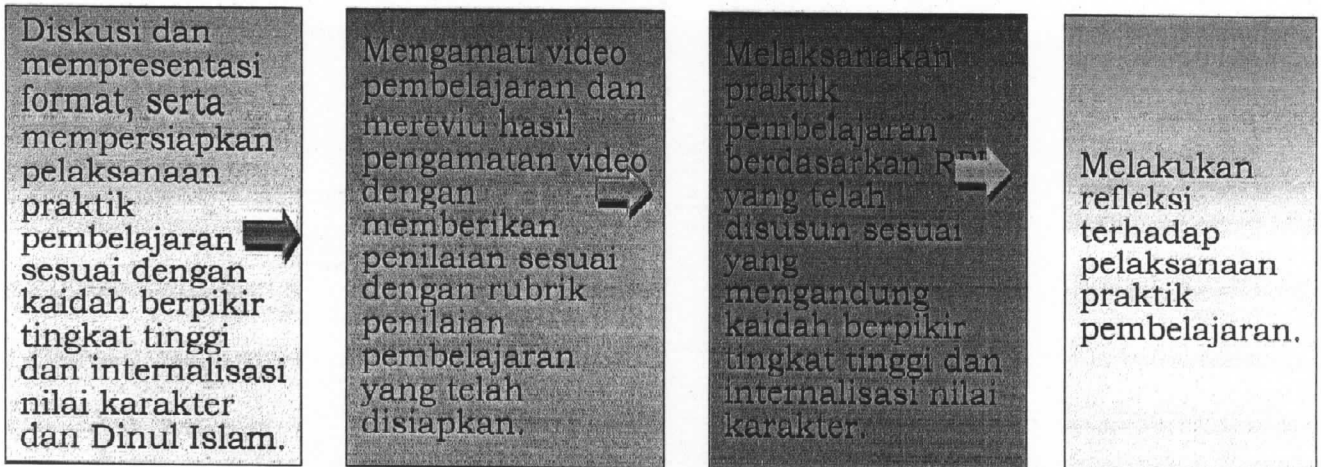 Diskusi dan
mempresentasi
format, serta
mempersiapkan
pelaksanaan
praktik
pembelajaran
sesuai dengan
kaidah berpikir
tingkat tinggi
dan internalisasi
nilai karakter
dan Dinul Islam.
Mengamati video
pembelajaran dan
mereviu hasil
pengamatan video
dengan
memberikan
penilaian sesuai
dengan rubrik
penilaian
pembelajaran
yang telah
disiapkan.
Melaksanakan
praktik
pembelajaran
berdasarkan
yang telah
disusun sesuai
yang
mengandung
kaidah berpikir
tingkat tinggi dan
internalisasi nilai
karakter.
Melakukan
refleksi
terhadap
pelaksanaan
praktik
pembelajaran.